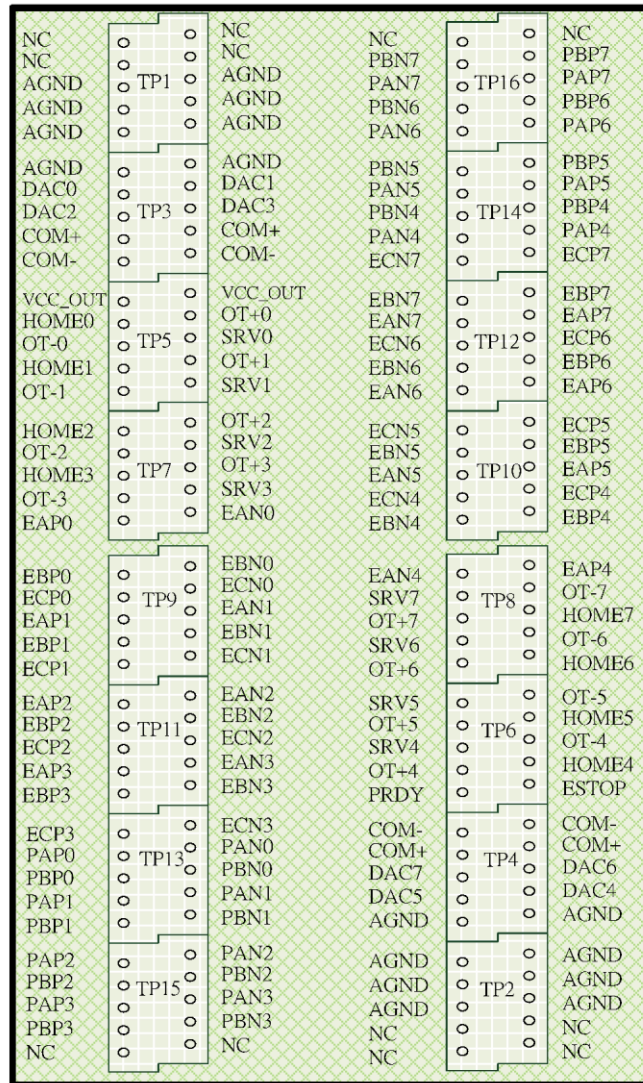 NC NC NC NC
NC NC PBN7 PBP7
AGND AGND PAN7 PAP7
AGND TP1 AGND PBN6 TP16 PBP6
AGND AGND PAN6 PAP6
AGND AGND PBN5 PBP5
DAC0 DAC1 PAN5 PAP5
DAC2 TP3 DAC3 PBN4 TP14 PBP4
COM+ COM+ PAN4 PAP4
COM- COM- ECN7 ECP7
VCC_OUT VCC_OUT EBN7 EBP7
HOME0 OT+0 EAN7 EAP7
OT-0 TP5 SRV0 ECN6 TP12 ECP6
HOME1 OT+1 EBN6 EBP6
OT-1 SRV1 EAN6 EAP6
HOME2 OT+2 ECN5 ECP5
OT-2 SRV2 EBN5 EBP5
HOME3 TP7 OT+3 EAN5 TP10 EAP5
OT-3 SRV3 ECN4 ECP4
EAP0 EAN0 EBN4 EBP4
EBP0 EBN0 EAN4 EAP4
ECP0 TP9 ECN0 SRV7 TP8 OT-7
EAP1 EAN1 OT+7 HOME7
EBP1 EBN1 SRV6 OT-6
ECP1 ECN1 OT+6 HOME6
EAP2 EAN2 SRV5 OT-5
EBP2 TP11 EBN2 OT+5 TP6 HOME5
ECP2 ECN2 SRV4 OT-4
EAP3 EAN3 OT+4 HOME4
EBP3 EBN3 PRDY ESTOP
ECP3 ECN3 COM- COM-
PAP0 TP13 PAN0 COM+ TP4 COM+
PBP0 PBN0 DAC7 DAC6
PAP1 PAN1 DAC5 DAC4
PBP1 PBN1 AGND AGND
PAP2 PAN2 AGND AGND
PBP2 TP15 PBN2 AGND TP2 AGND
PAP3 PAN3 AGND AGND
PBP3 PBN3 NC NC
NC NC NC NC